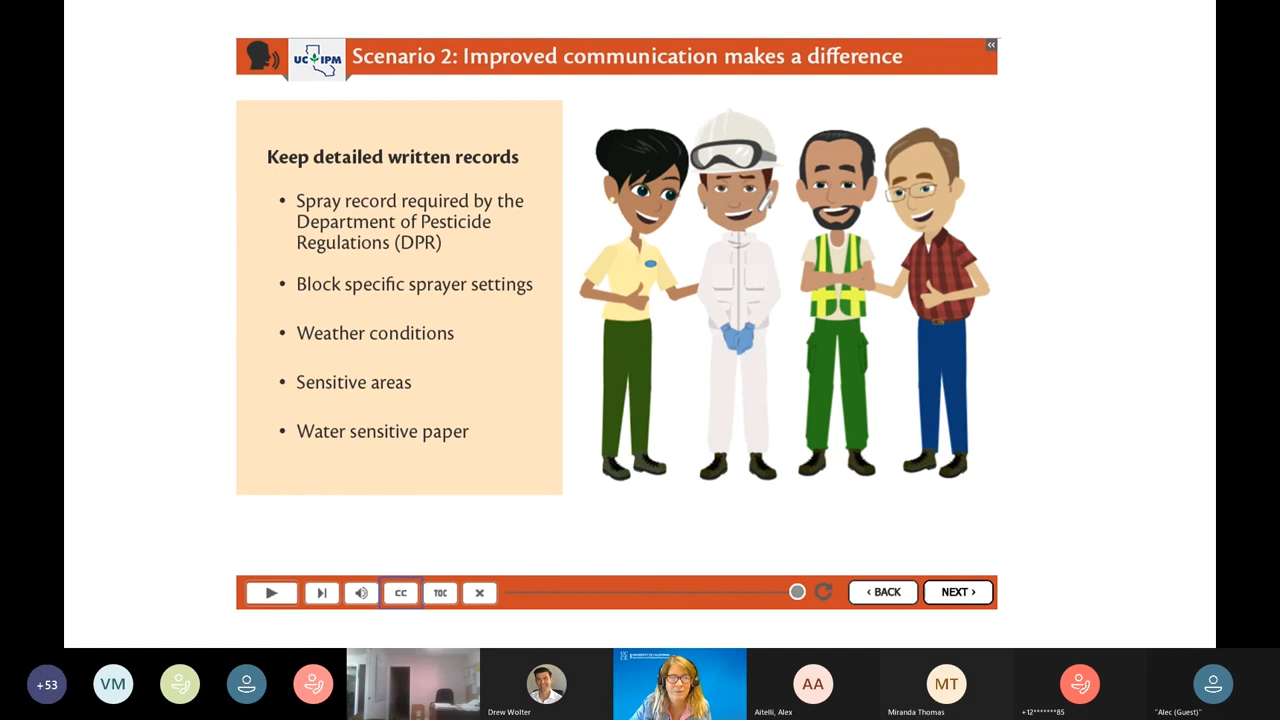 UC IPM
Scenario 2: Improved communication makes a difference
Keep detailed written records
• Spray record required by the
Department of Pesticide
Regulations (DPR)
• Block specific sprayer settings
• Weather conditions
• Sensitive areas
• Water sensitive paper
CC
TOC
‹ BACK
NEXT ›
+53
VM
Drew Wolter
AA
Aitelli, Alex
MT
Miranda Thomas
+12*******85
"Alec (Guest)"